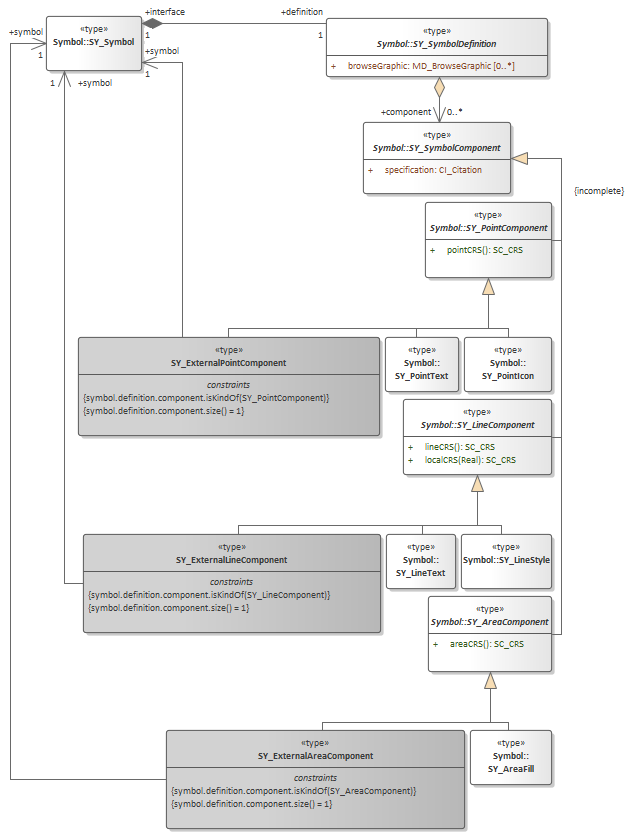 +interface
+definition
+symbol
1
1
1
+symbol
1
1
+symbol
«type»
Symbol::SY_Symbol
«type»
Symbol::SY_SymbolDefinition
+ browseGraphic: MD_BrowseGraphic [0..*]
+component
0..*
«type»
Symbol::SY_SymbolComponent
+ specification: CI_Citation
{incomplete}
«type»
Symbol::SY_PointComponent
+ pointCRS(): SC_CRS
«type»
SY_ExternalPointComponent
constraints
{symbol.definition.component.isKindOf(SY_PointComponent)}
{symbol.definition.component.size() = 1}
«type»
Symbol::
SY_PointText
«type»
Symbol::
SY_PointIcon
«type»
Symbol::SY_LineComponent
+ lineCRS(): SC_CRS
+ localCRS(Real): SC_CRS
«type»
SY_ExternalLineComponent
constraints
{symbol.definition.component.isKindOf(SY_LineComponent)}
{symbol.definition.component.size() = 1}
«type»
Symbol::
SY_LineText
«type»
Symbol::SY_LineStyle
«type»
Symbol::SY_AreaComponent
+ areaCRS(): SC_CRS
«type»
SY_ExternalAreaComponent
constraints
{symbol.definition.component.isKindOf(SY_AreaComponent)}
{symbol.definition.component.size() = 1}
«type»
Symbol::
SY_AreaFill